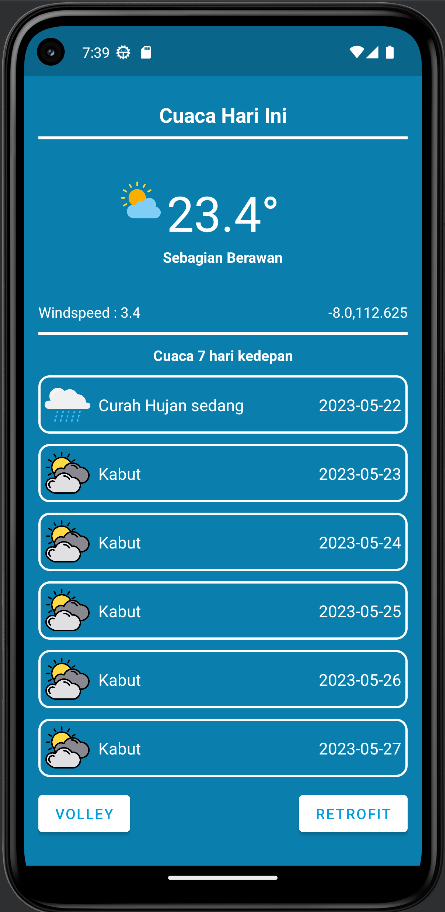 7:39
Cuaca Hari Ini
23.4°
Sebagian Berawan
Windspeed : 3.4 -8.0,112.625
Cuaca 7 hari kedepan
Curah Hujan sedang 2023-05-22
Kabut 2023-05-23
Kabut 2023-05-24
Kabut 2023-05-25
Kabut 2023-05-26
Kabut 2023-05-27
VOLLEY RETROFIT